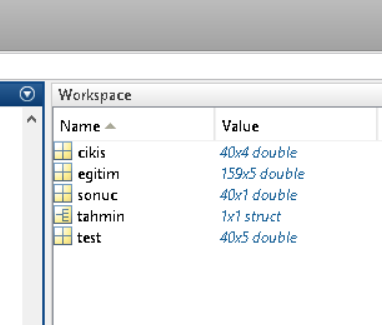 Workspace
Name Value
cikis 40x4 double
egitim 159x5 double
sonuc 40x1 double
tahmin 1x1 struct
test 40x5 double